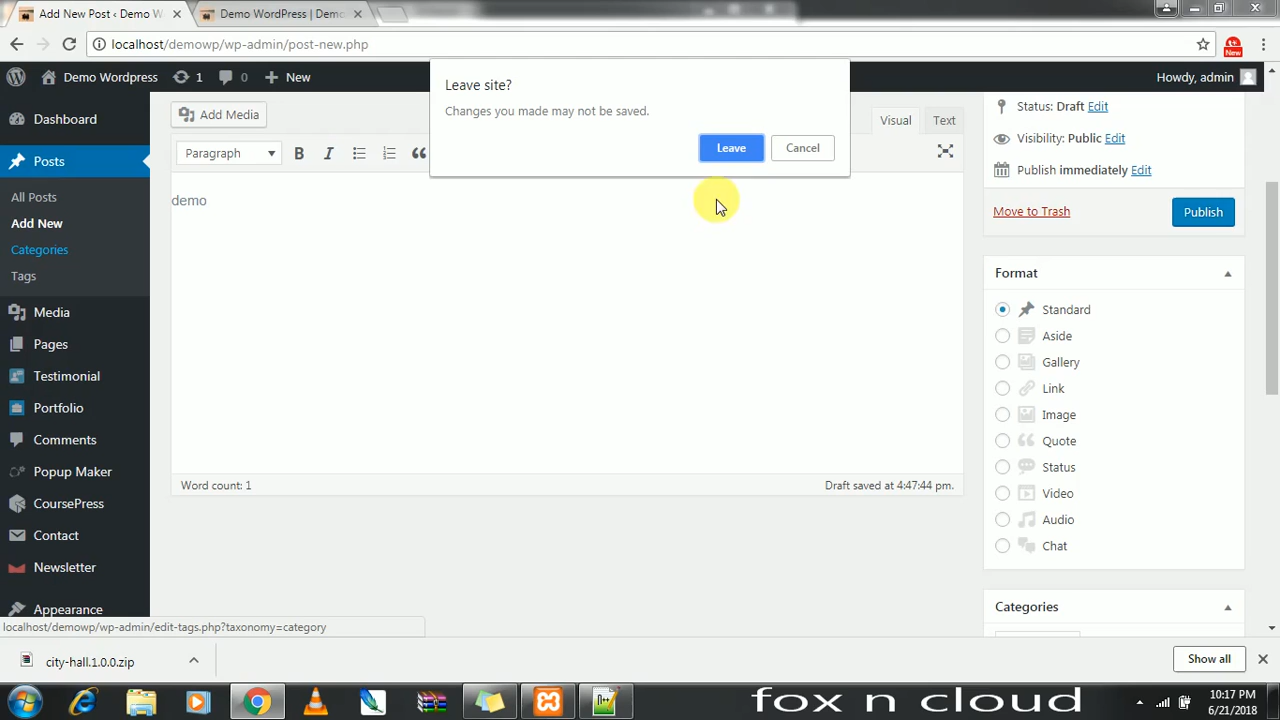 Add New Post ‹ Demo W
Demo WordPress | Demo
localhost/demowp/wp-admin/post-new.php
New
Demo Wordpress
1
0
New
Howdy, admin
Leave site?
Changes you made may not be saved.
Leave
Cancel
Dashboard
Posts
All Posts
Add New
Categories
Tags
Media
Pages
Testimonial
Portfolio
Comments
Popup Maker
CoursePress
Contact
Newsletter
Appearance
Add Media
Visual
Text
Paragraph
B
I
demo
Word count: 1
Draft saved at 4:47:44 pm.
Status: Draft Edit
Visibility: Public Edit
Publish immediately Edit
Move to Trash
Publish
Format
Standard
Aside
Gallery
Link
Image
Quote
Status
Video
Audio
Chat
Categories
localhost/demowp/wp-admin/edit-tags.php?taxonomy=category
city-hall.1.0.0.zip
Show all
fox n cloud
10:17 PM
6/21/2018